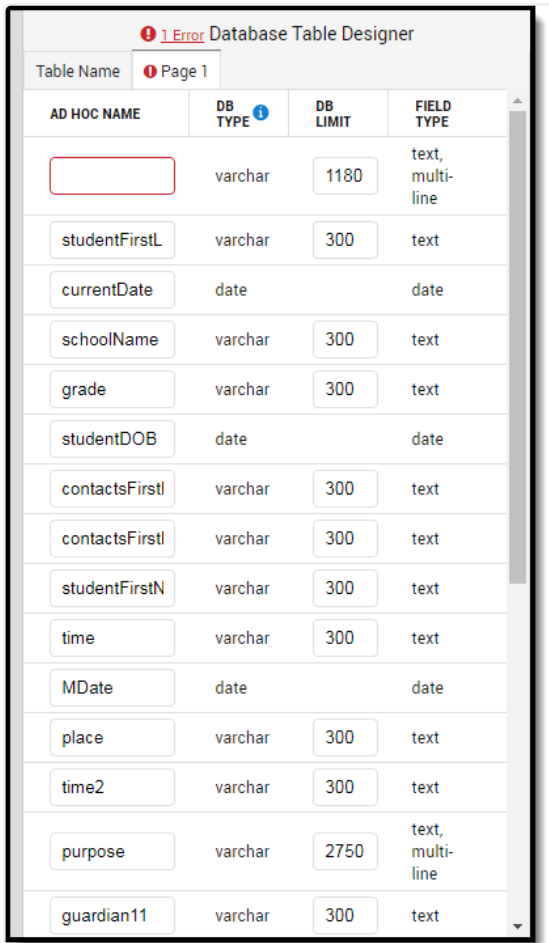 1 Error Database Table Designer
Table Name Page 1
AD HOC NAME DB TYPE DB LIMIT FIELD TYPE
varchar 1180 text, multi-line
studentFirstL varchar 300 text
currentDate date date
schoolName varchar 300 text
grade varchar 300 text
studentDOB date date
contactsFirstl varchar 300 text
contactsFirstl varchar 300 text
studentFirstN varchar 300 text
time varchar 300 text
MDate date date
place varchar 300 text
time2 varchar 300 text
purpose varchar 2750 text, multi-line
guardian11 varchar 300 text